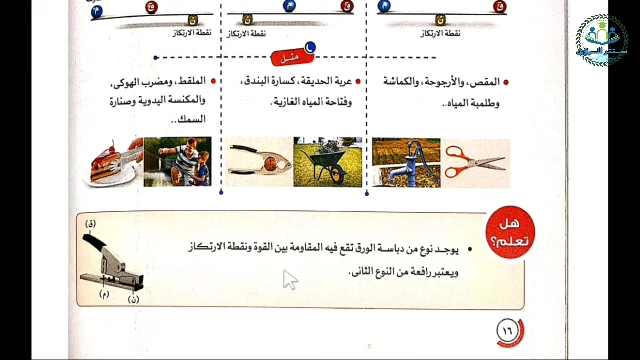 نقطة الارتكاز
نقطة الارتكاز
نقطة الارتكاز
مثل
المقص، والأرجوحة، والكماشة
وطلمبة المياه..
عربة الحديقة، كسارة البندق،
وفتاحة المياه الغازية.
الملقط، ومضرب الهوكى،
والمكنسة اليدوية وصنارة
السمك..
هل
تعلم؟
يوجد نوع من دباسة الورق تقع فيه المقاومة بين القوة ونقطة الارتكاز
ويعتبر رافعة من النوع الثانى.
(ق)
(م)
(ن)
١٦